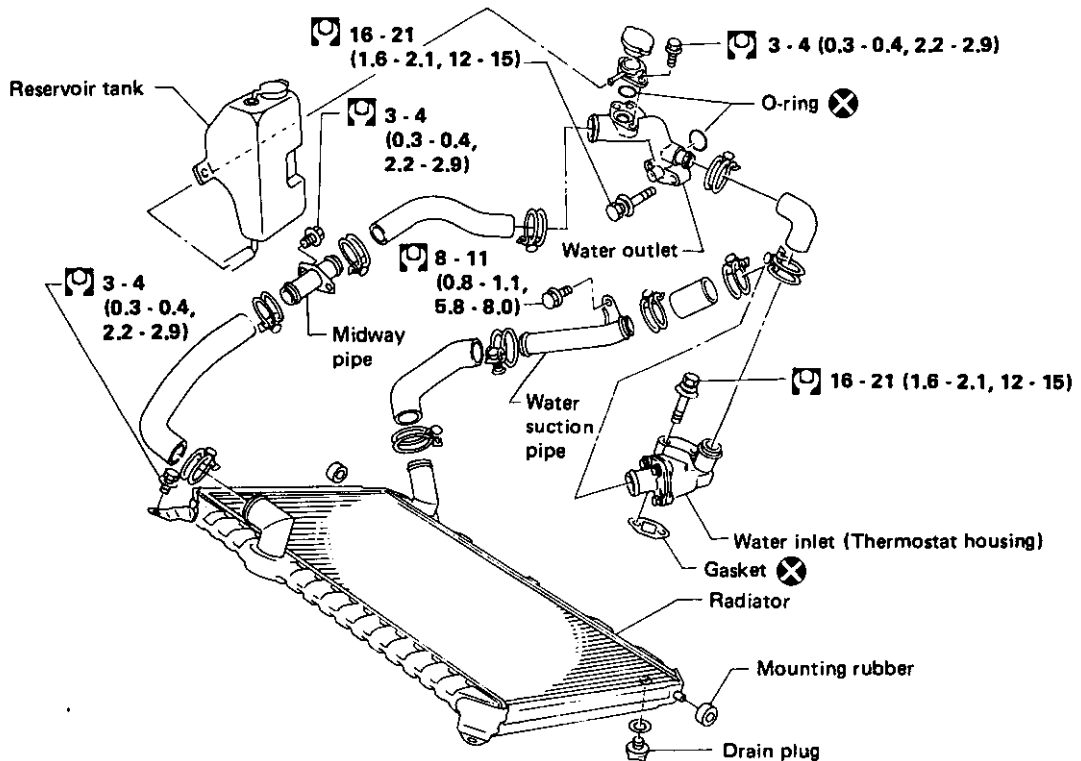 16 - 21
(1.6 - 2.1, 12 - 15)
3 - 4 (0.3 - 0.4, 2.2 - 2.9)
Reservoir tank
O-ring
3 - 4
(0.3 - 0.4,
2.2 - 2.9)
Water outlet
8 - 11
(0.8 - 1.1,
5.8 - 8.0)
3 - 4
(0.3 - 0.4,
2.2 - 2.9)
Midway
pipe
16 - 21 (1.6 - 2.1, 12 - 15)
Water
suction
pipe
Water inlet (Thermostat housing)
Gasket
Radiator
Mounting rubber
Drain plug